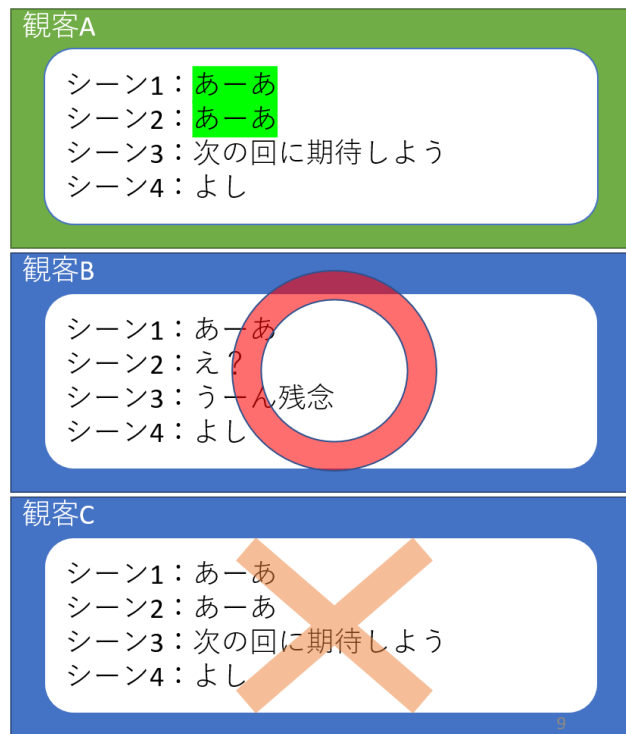 観客A
シーン1：あーあ
シーン2：あーあ
シーン3：次の回に期待しよう
シーン4：よし
観客B
シーン1：あーあ
シーン2：え？
シーン3：うーん残念
シーン4：よし
観客C
シーン1：あーあ
シーン2：あーあ
シーン3：次の回に期待しよう
シーン4：よし
9